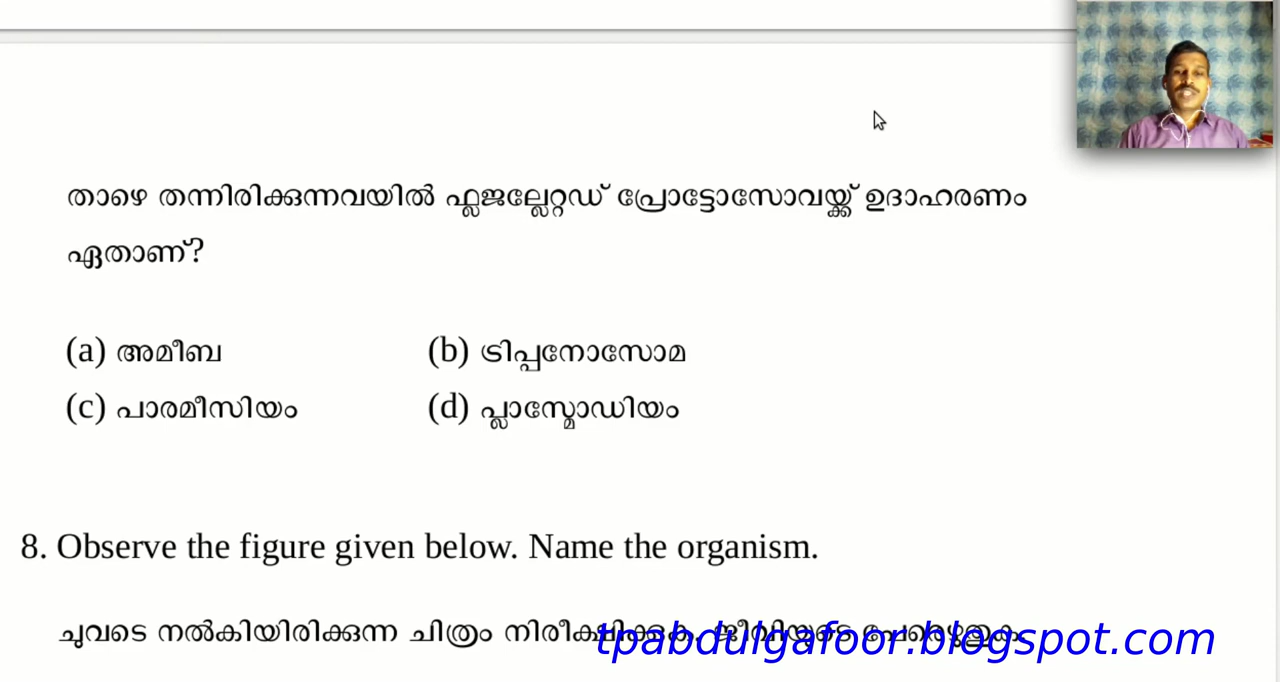 താഴെ തന്നിരിക്കുന്നവയിൽ ഫ്ലജല്ലേറ്റഡ് പ്രോട്ടോസോവയ്ക്ക് ഉദാഹരണം
ഏതാണ്?
(a) അമീബ (b) ട്രിപ്പനോസോമ
(c) പാരമീസിയം (d) പ്ലാസ്മോഡിയം
8. Observe the figure given below. Name the organism.
ചുവടെ നൽകിയിരിക്കുന്ന ചിത്രം നിരീക്ഷിക്കുക. ജീവിയുടെ പേരെഴുതുക.
tpabdulgafoor.blogspot.com